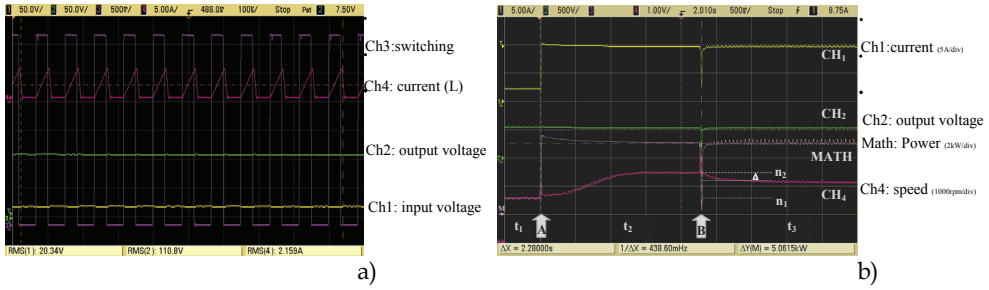 1 50.0V/ 2 50.0V/ 3 500▼/ 4 5.00A/ 488.0▼ 100▼/ Stop Pat 2 7.50V
Ch3:switching
Ch4: current (L)
Ch2: output voltage
Ch1: input voltage
RMS(1): 20.34V RMS(2): 110.8V RMS(4): 2.159A
a)
1 5.00A/ 2 500V/ 3 4 1.00V/ 2.010s 500▼/ Stop 1 9.75A
CH1
CH2
MATH
n2
Δ
CH4
n1
t1 A t2 B t3
ΔX = 2.28000s 1/ΔX = 438.60mHz ΔY(M) = 5.0615kW
Ch1:current (5A/div)
Ch2: output voltage
Math: Power (2kW/div)
Ch4: speed (1000rpm/div)
b)